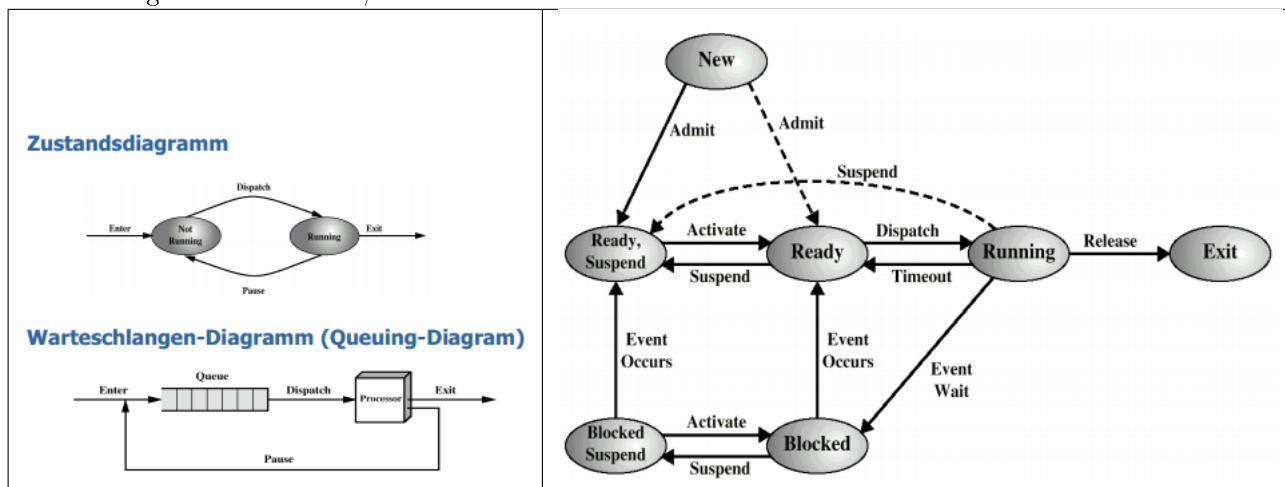 Zustandsdiagramm
Dispatch
Enter
Not
Running
Running
Exit
Pause
Warteschlangen-Diagramm (Queuing-Diagram)
Queue
Enter
Dispatch
Processor
Exit
Pause
New
Admit
Admit
Suspend
Ready,
Suspend
Activate
Suspend
Ready
Dispatch
Timeout
Running
Release
Exit
Event
Occurs
Event
Occurs
Event
Wait
Blocked
Suspend
Activate
Suspend
Blocked